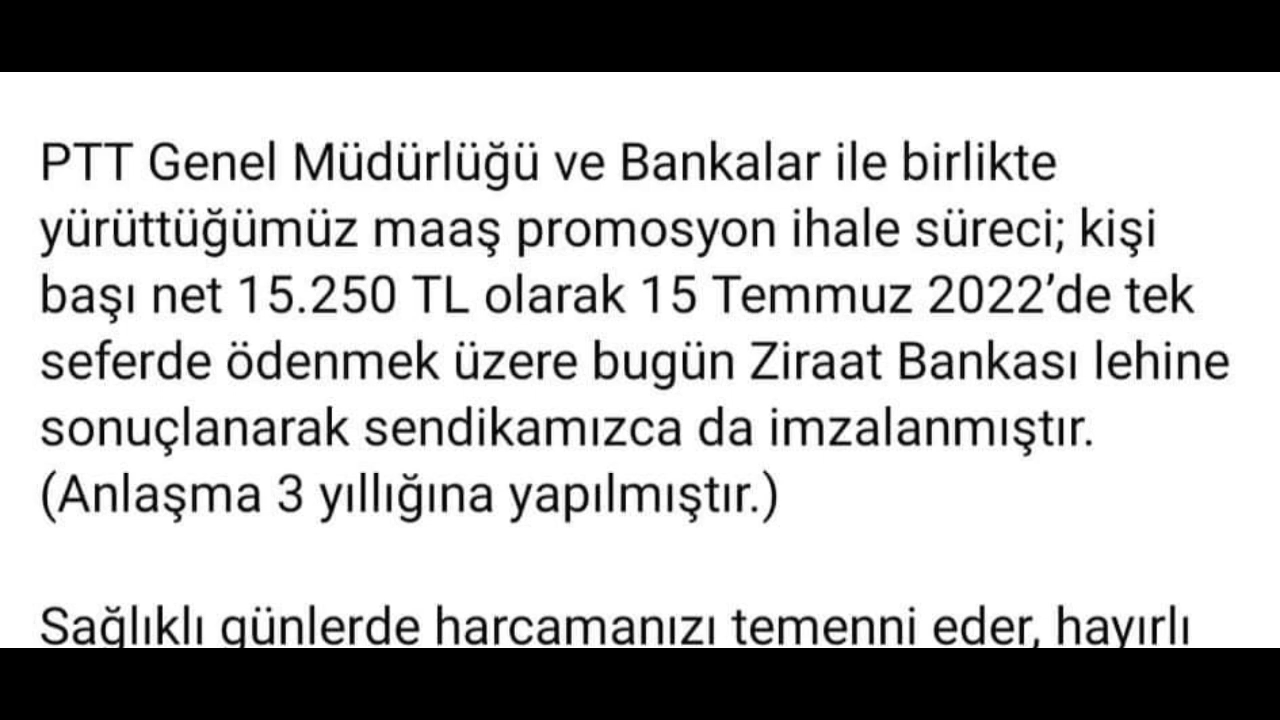 PTT Genel Müdürlüğü ve Bankalar ile birlikte
yürüttüğümüz maaş promosyon ihale süreci; kişi
başı net 15.250 TL olarak 15 Temmuz 2022’de tek
seferde ödenmek üzere bugün Ziraat Bankası lehine
sonuçlanarak sendikamızca da imzalanmıştır.
(Anlaşma 3 yıllığına yapılmıştır.)
Sağlıklı günlerde harcamanızı temenni eder, hayırlı